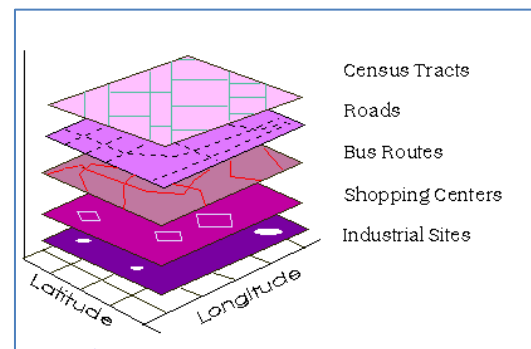 Census Tracts
Roads
Bus Routes
Shopping Centers
Industrial Sites
Latitude
Longitude